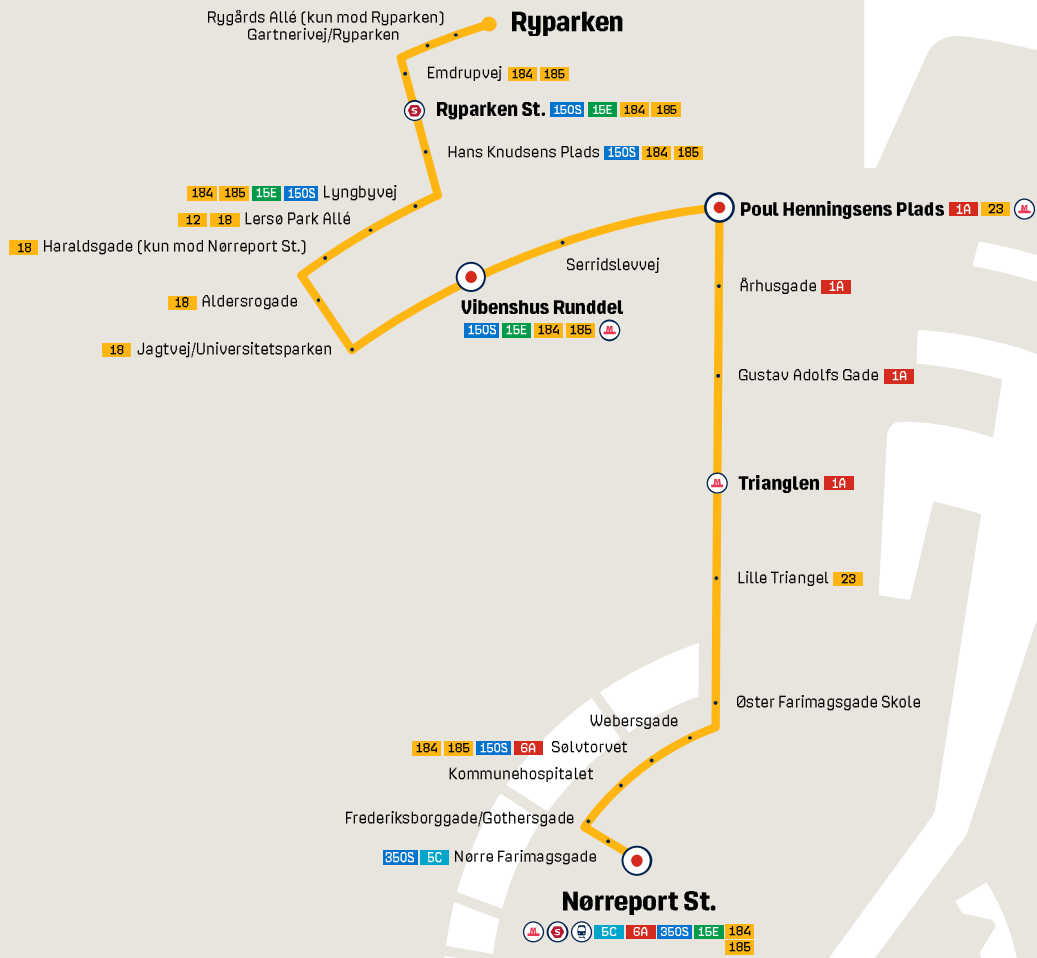 Rygårds Allé (kun mod Ryparken)
Ryparken
Gartnerivej/Ryparken
Emdrupvej 184 185
S
Ryparken St. 150S 15E 184 185
Hans Knudsens Plads 150S 184 185
184 185 15E 150S Lyngbyvej
12 18 Lersø Park Allé
Poul Henningsens Plads 1A 23 M
18 Haraldsgade (kun mod Nørreport St.)
Serridslevvej
Århusgade 1A
18 Aldersrogade
Vibenshus Runddel
150S 15E 184 185 M
18 Jagtvej/Universitetsparken
Gustav Adolfs Gade 1A
M
Trianglen 1A
Lille Triangel 23
Øster Farimagsgade Skole
Webersgade
184 185 150S 6A Sølvtorvet
Kommunehospitalet
Frederiksborggade/Gothersgade
350S 5C Nørre Farimagsgade
Nørreport St.
M S 5C 6A 350S 15E 184
185